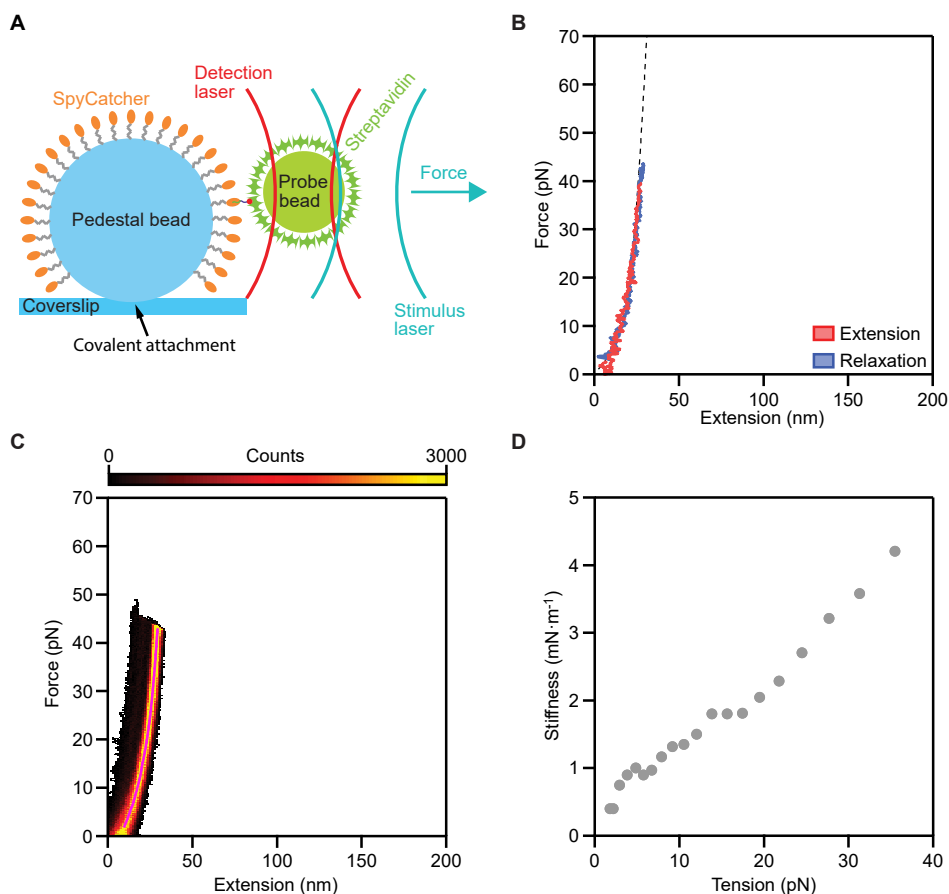 A
Detection
laser
SpyCatcher
Streptavidin
Pedestal bead
Probe
bead
Force
Coverslip
Stimulus
laser
Covalent attachment
B
70
60
50
40
30
20
10
0
Force (pN)
Extension
Relaxation
0
50
100
150
200
Extension (nm)
C
0
Counts
3000
70
60
50
40
30
20
10
0
Force (pN)
0
50
100
150
200
Extension (nm)
D
5
4
3
2
1
0
Stiffness (mN·m⁻¹)
0
10
20
30
40
Tension (pN)